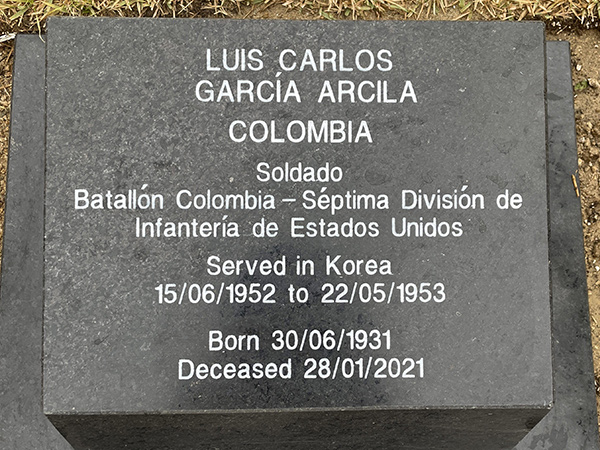 LUIS CARLOS
GARCÍA ARCILA
COLOMBIA
Soldado
Batallón Colombia – Séptima División de
Infantería de Estados Unidos
Served in Korea
15/06/1952 to 22/05/1953
Born 30/06/1931
Deceased 28/01/2021